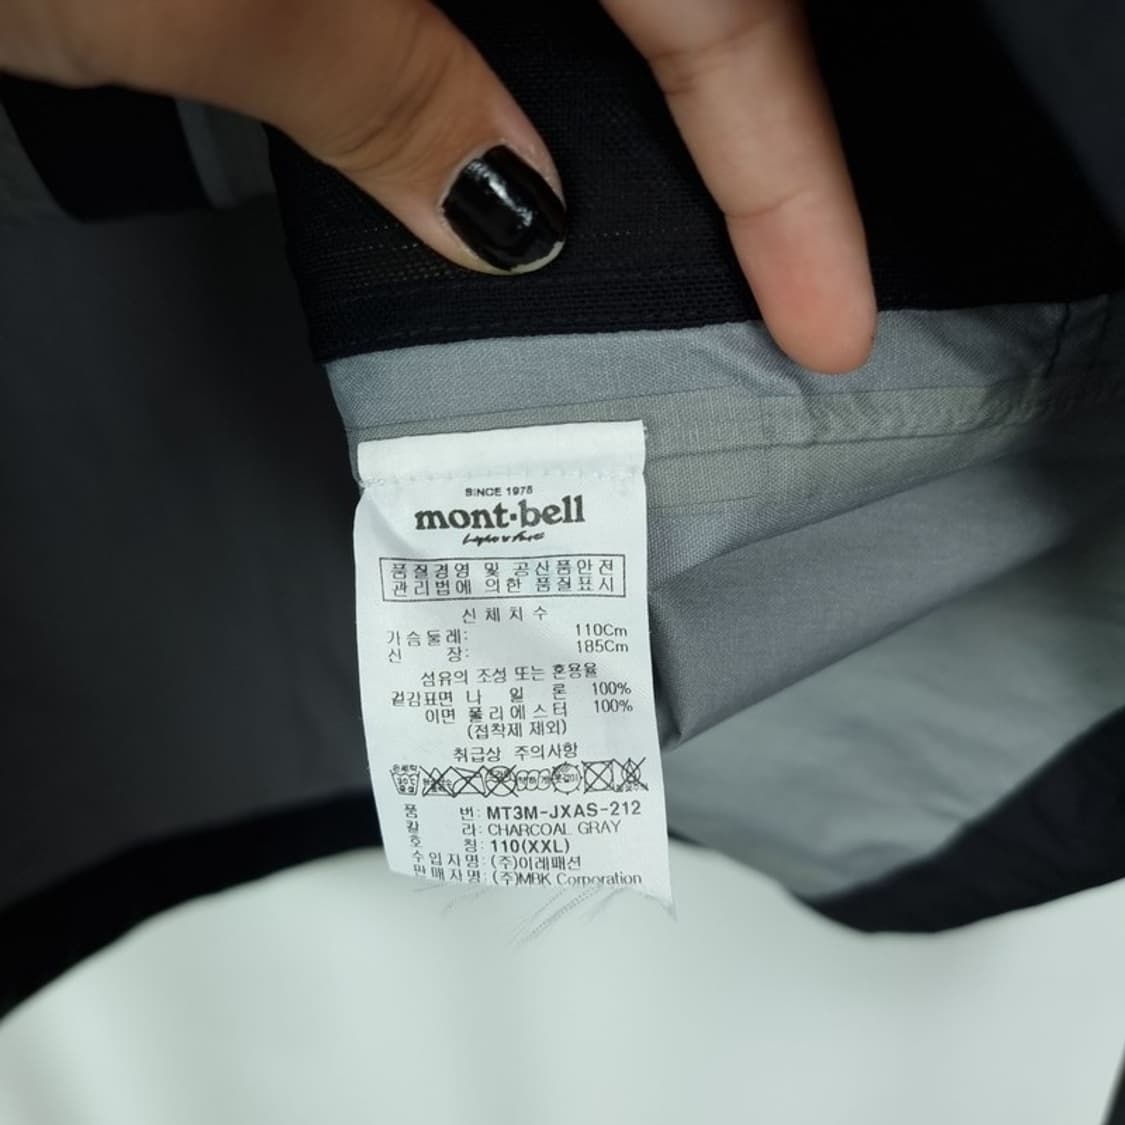 SINCE 1975
mont-bell
Light & Fast
품질경영 및 공산품안전
관리법에 의한 품질표시
신체치수
가슴둘레: 110Cm
신 장: 185Cm
섬유의 조성 또는 혼용율
겉감표면 나 일 론 100%
이면 폴리에스터 100%
(접착제 제외)
취급상 주의사항
품 번: MT3M-JXAS-212
칼 라: CHARCOAL GRAY
호 칭: 110(XXL)
수입자명: (주)이레패션
판매자명: (주)MBK Corporation